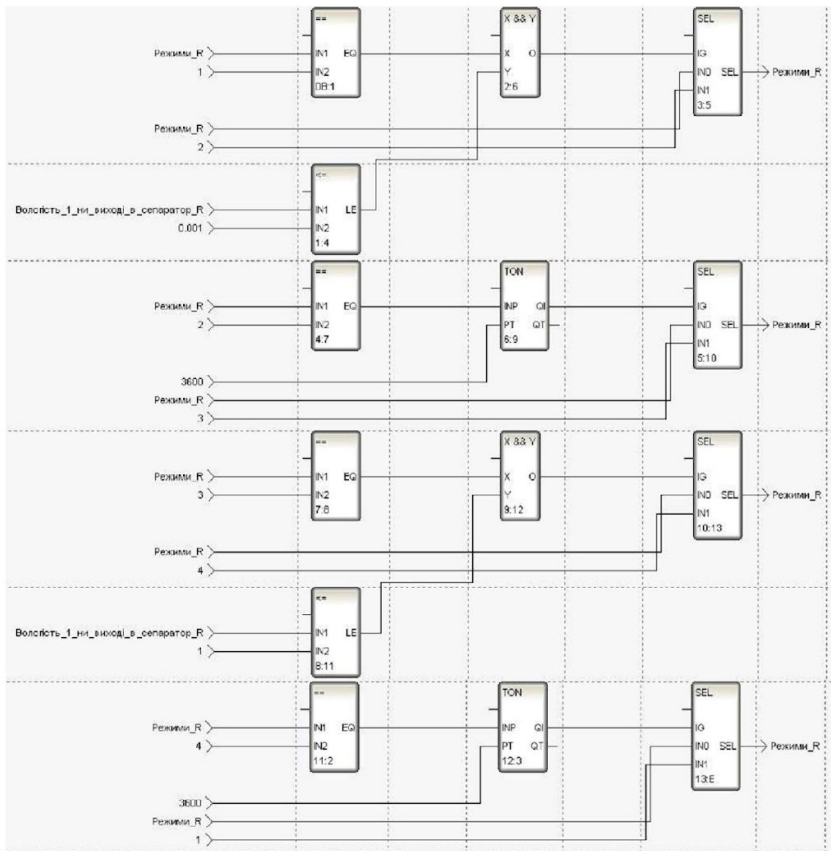 == X && Y SEL
Режими_R IN1 EQ X O IG
1 IN2 Y IN0 SEL Режими_R
0B:1 2:6 IN1
3:5
Режими_R
2
<=
Вологість_1_ни_виході_в_сепаратор_R IN1 LE
0.001 IN2
1:4
== TON SEL
Режими_R IN1 EQ INP QI IG
2 IN2 PT QT IN0 SEL Режими_R
4:7 6:9 IN1
5:10
3600
Режими_R
3
== X && Y SEL
Режими_R IN1 EQ X O IG
3 IN2 Y IN0 SEL Режими_R
9:12 IN1
10:13
Режими_R
4
<=
Вологість_1_ни_виході_в_сепаратор_R IN1 LE
1 IN2
8:11
== TON SEL
Режими_R IN1 EQ INP QI IG
4 IN2 PT QT IN0 SEL Режими_R
11:2 12:3 IN1
13:E
3600
Режими_R
1